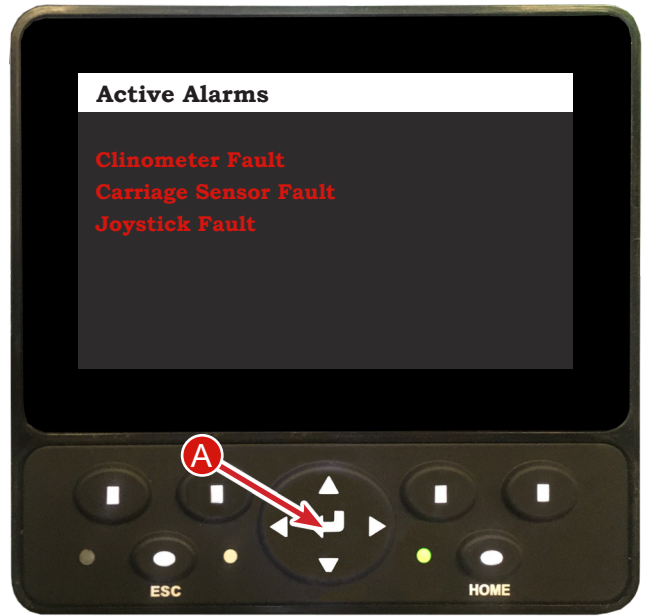 Active Alarms
Clinometer Fault
Carriage Sensor Fault
Joystick Fault
A
ESC
HOME